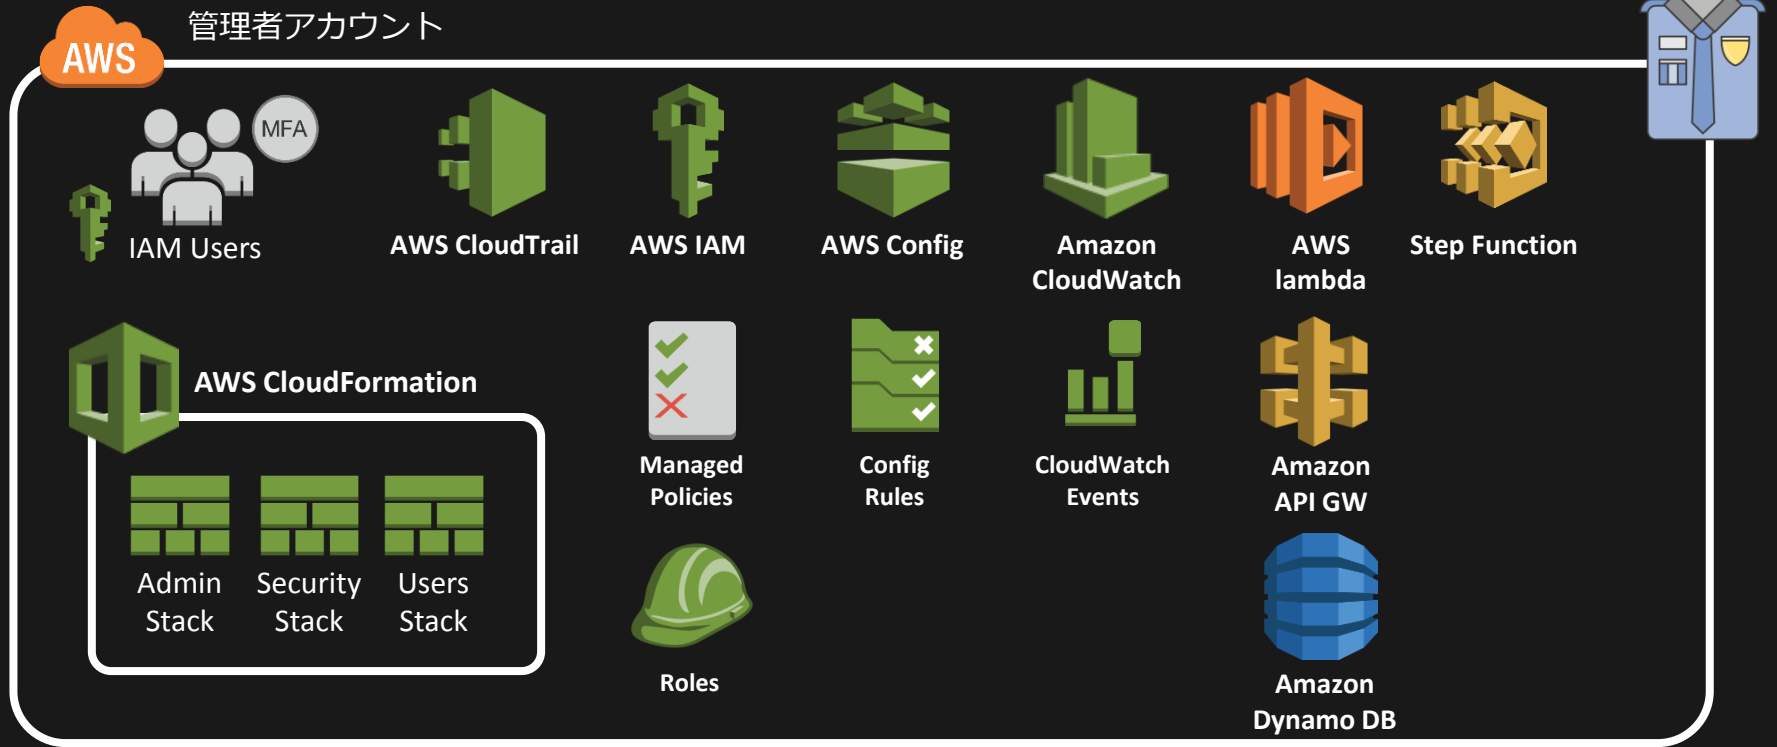 管理者アカウント
AWS
MFA
IAM Users
AWS CloudTrail
AWS IAM
AWS Config
Amazon
CloudWatch
AWS
lambda
Step Function
AWS CloudFormation
Admin
Stack
Security
Stack
Users
Stack
Managed
Policies
Config
Rules
CloudWatch
Events
Amazon
API GW
Roles
Amazon
Dynamo DB